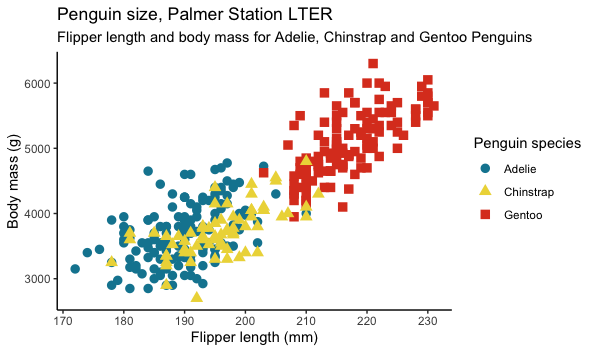 Penguin size, Palmer Station LTER
Flipper length and body mass for Adelie, Chinstrap and Gentoo Penguins
Body mass (g)
6000
5000
4000
3000
170 180 190 200 210 220 230
Flipper length (mm)
Penguin species
Adelie
Chinstrap
Gentoo